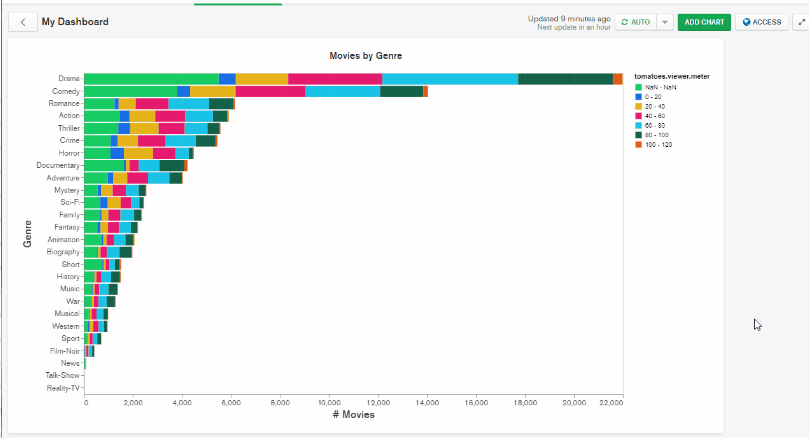 My Dashboard
Updated 9 minutes ago
Next update in an hour
AUTO
ADD CHART
ACCESS
Movies by Genre
Drama
Comedy
Romance
Action
Thriller
Crime
Horror
Documentary
Adventure
Mystery
Sci-Fi
Family
Fantasy
Animation
Biography
Short
History
Music
War
Musical
Western
Sport
Film-Noir
News
Talk-Show
Reality-TV
Genre
0 2,000 4,000 6,000 8,000 10,000 12,000 14,000 16,000 18,000 20,000 22,000
# Movies
tomatoes.viewer.meter
NaN - NaN
0 - 20
20 - 40
40 - 60
60 - 80
80 - 100
100 - 120